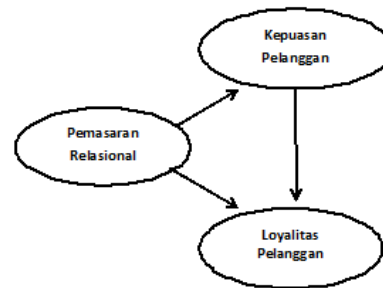 Kepuasan
Pelanggan
Pemasaran
Relasional
Loyalitas
Pelanggan